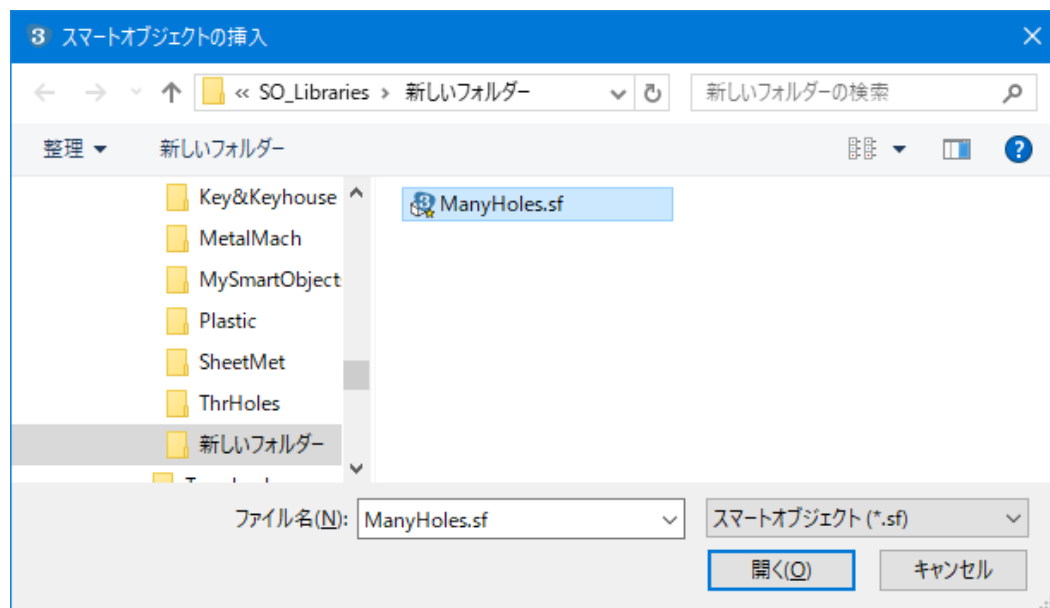 スマートオブジェクトの挿入
« SO_Libraries › 新しいフォルダー
新しいフォルダーの検索
整理 新しいフォルダー
Key&Keyhouse
MetalMach
MySmartObject
Plastic
SheetMet
ThrHoles
新しいフォルダー
ManyHoles.sf
ファイル名(N): ManyHoles.sf
スマートオブジェクト (*.sf)
開く(O) キャンセル